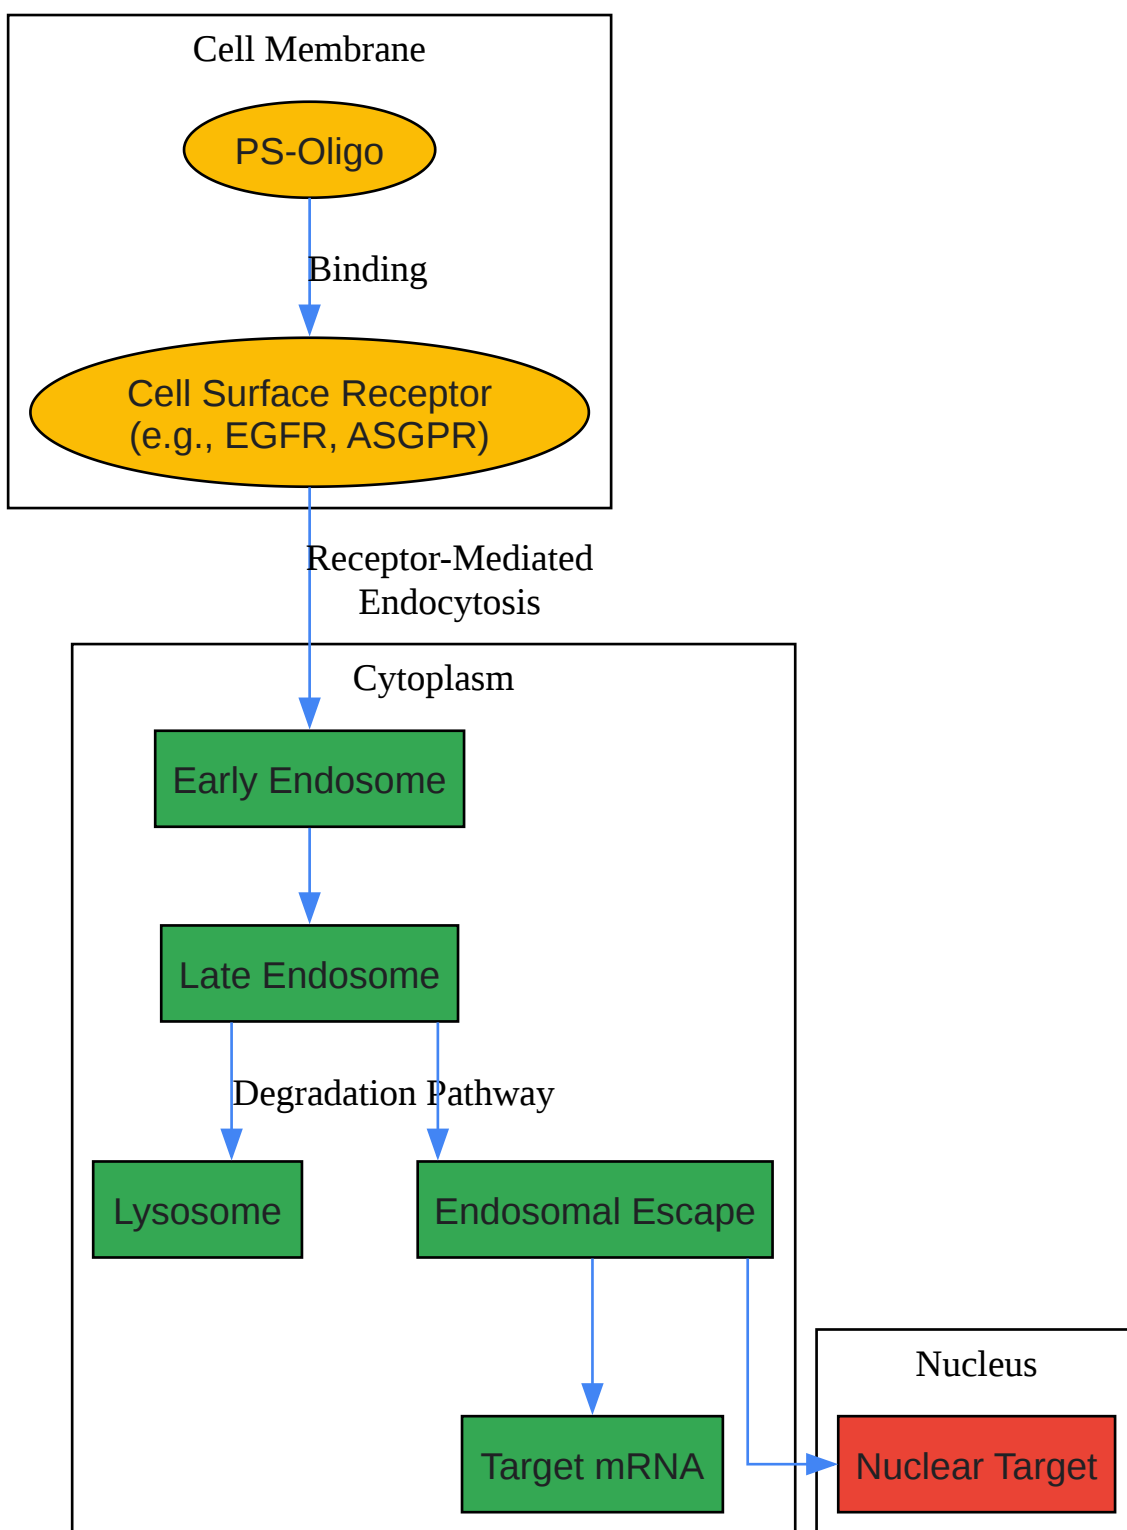 Cell Membrane
PS-Oligo
Binding
Cell Surface Receptor
(e.g., EGFR, ASGPR)
Receptor-Mediated
Endocytosis
Cytoplasm
Early Endosome
Late Endosome
Degradation Pathway
Lysosome
Endosomal Escape
Nucleus
Target mRNA
Nuclear Target